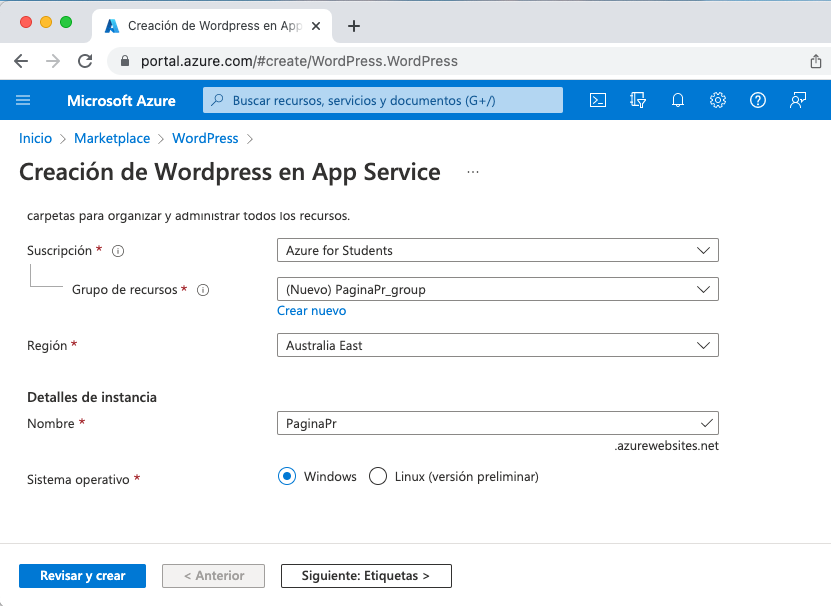 Creación de Wordpress en App
portal.azure.com/#create/WordPress.WordPress
Microsoft Azure
Buscar recursos, servicios y documentos (G+/)
Inicio > Marketplace > WordPress >
Creación de Wordpress en App Service ...
carpetas para organizar y administrar todos los recursos.
Suscripción *
Azure for Students
Grupo de recursos *
(Nuevo) PaginaPr_group
Crear nuevo
Región *
Australia East
Detalles de instancia
Nombre *
PaginaPr
.azurewebsites.net
Sistema operativo *
Windows
Linux (versión preliminar)
Revisar y crear
< Anterior
Siguiente: Etiquetas >